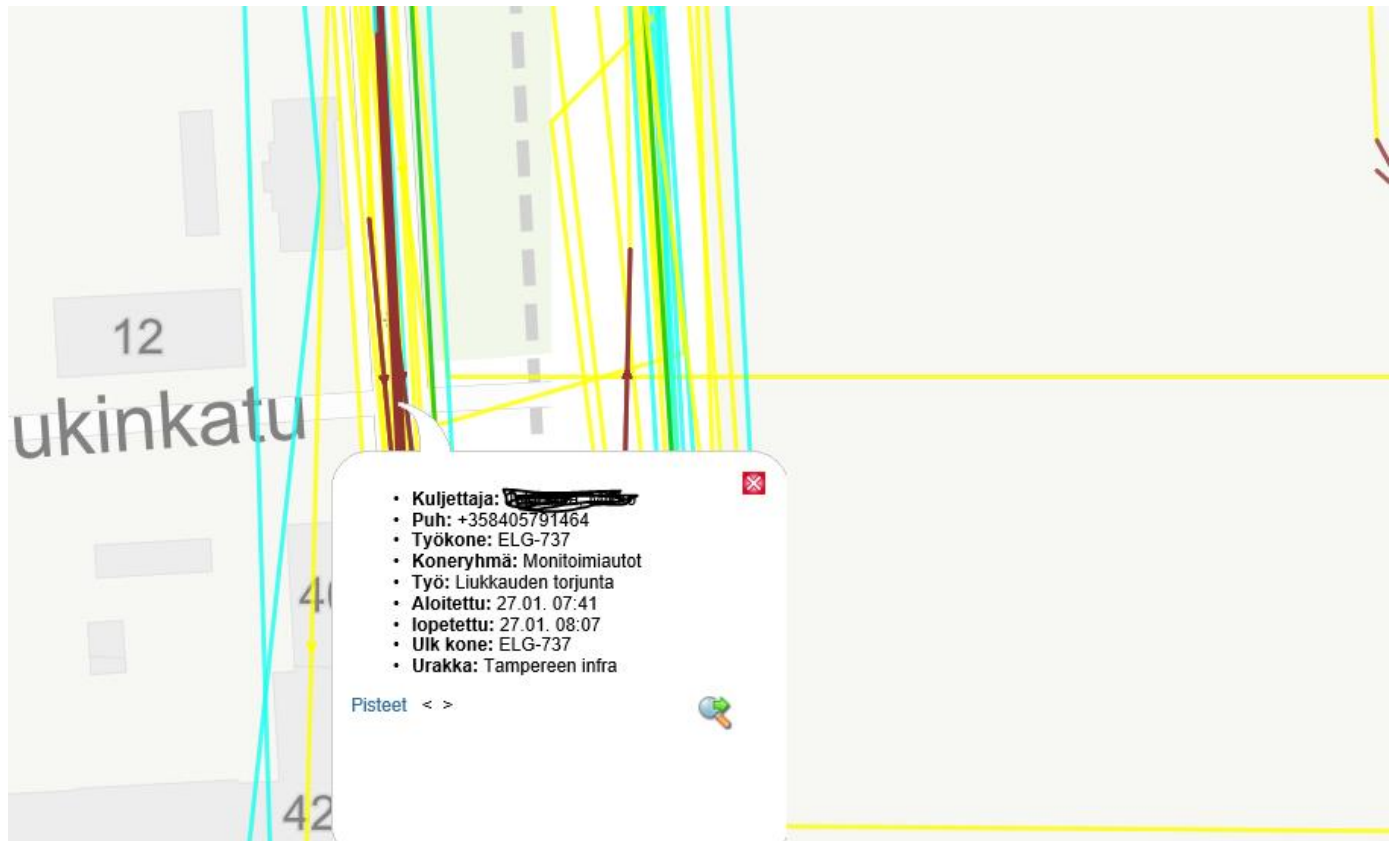 12
ukinkatu
• Kuljettaja:
• Puh: +358405791464
• Työkone: ELG-737
• Koneryhmä: Monitoimiautot
4
• Työ: Liukkauden torjunta
• Aloitettu: 27.01. 07:41
• lopetettu: 27.01. 08:07
• Ulk kone: ELG-737
• Urakka: Tampereen infra
Pisteet < >
42